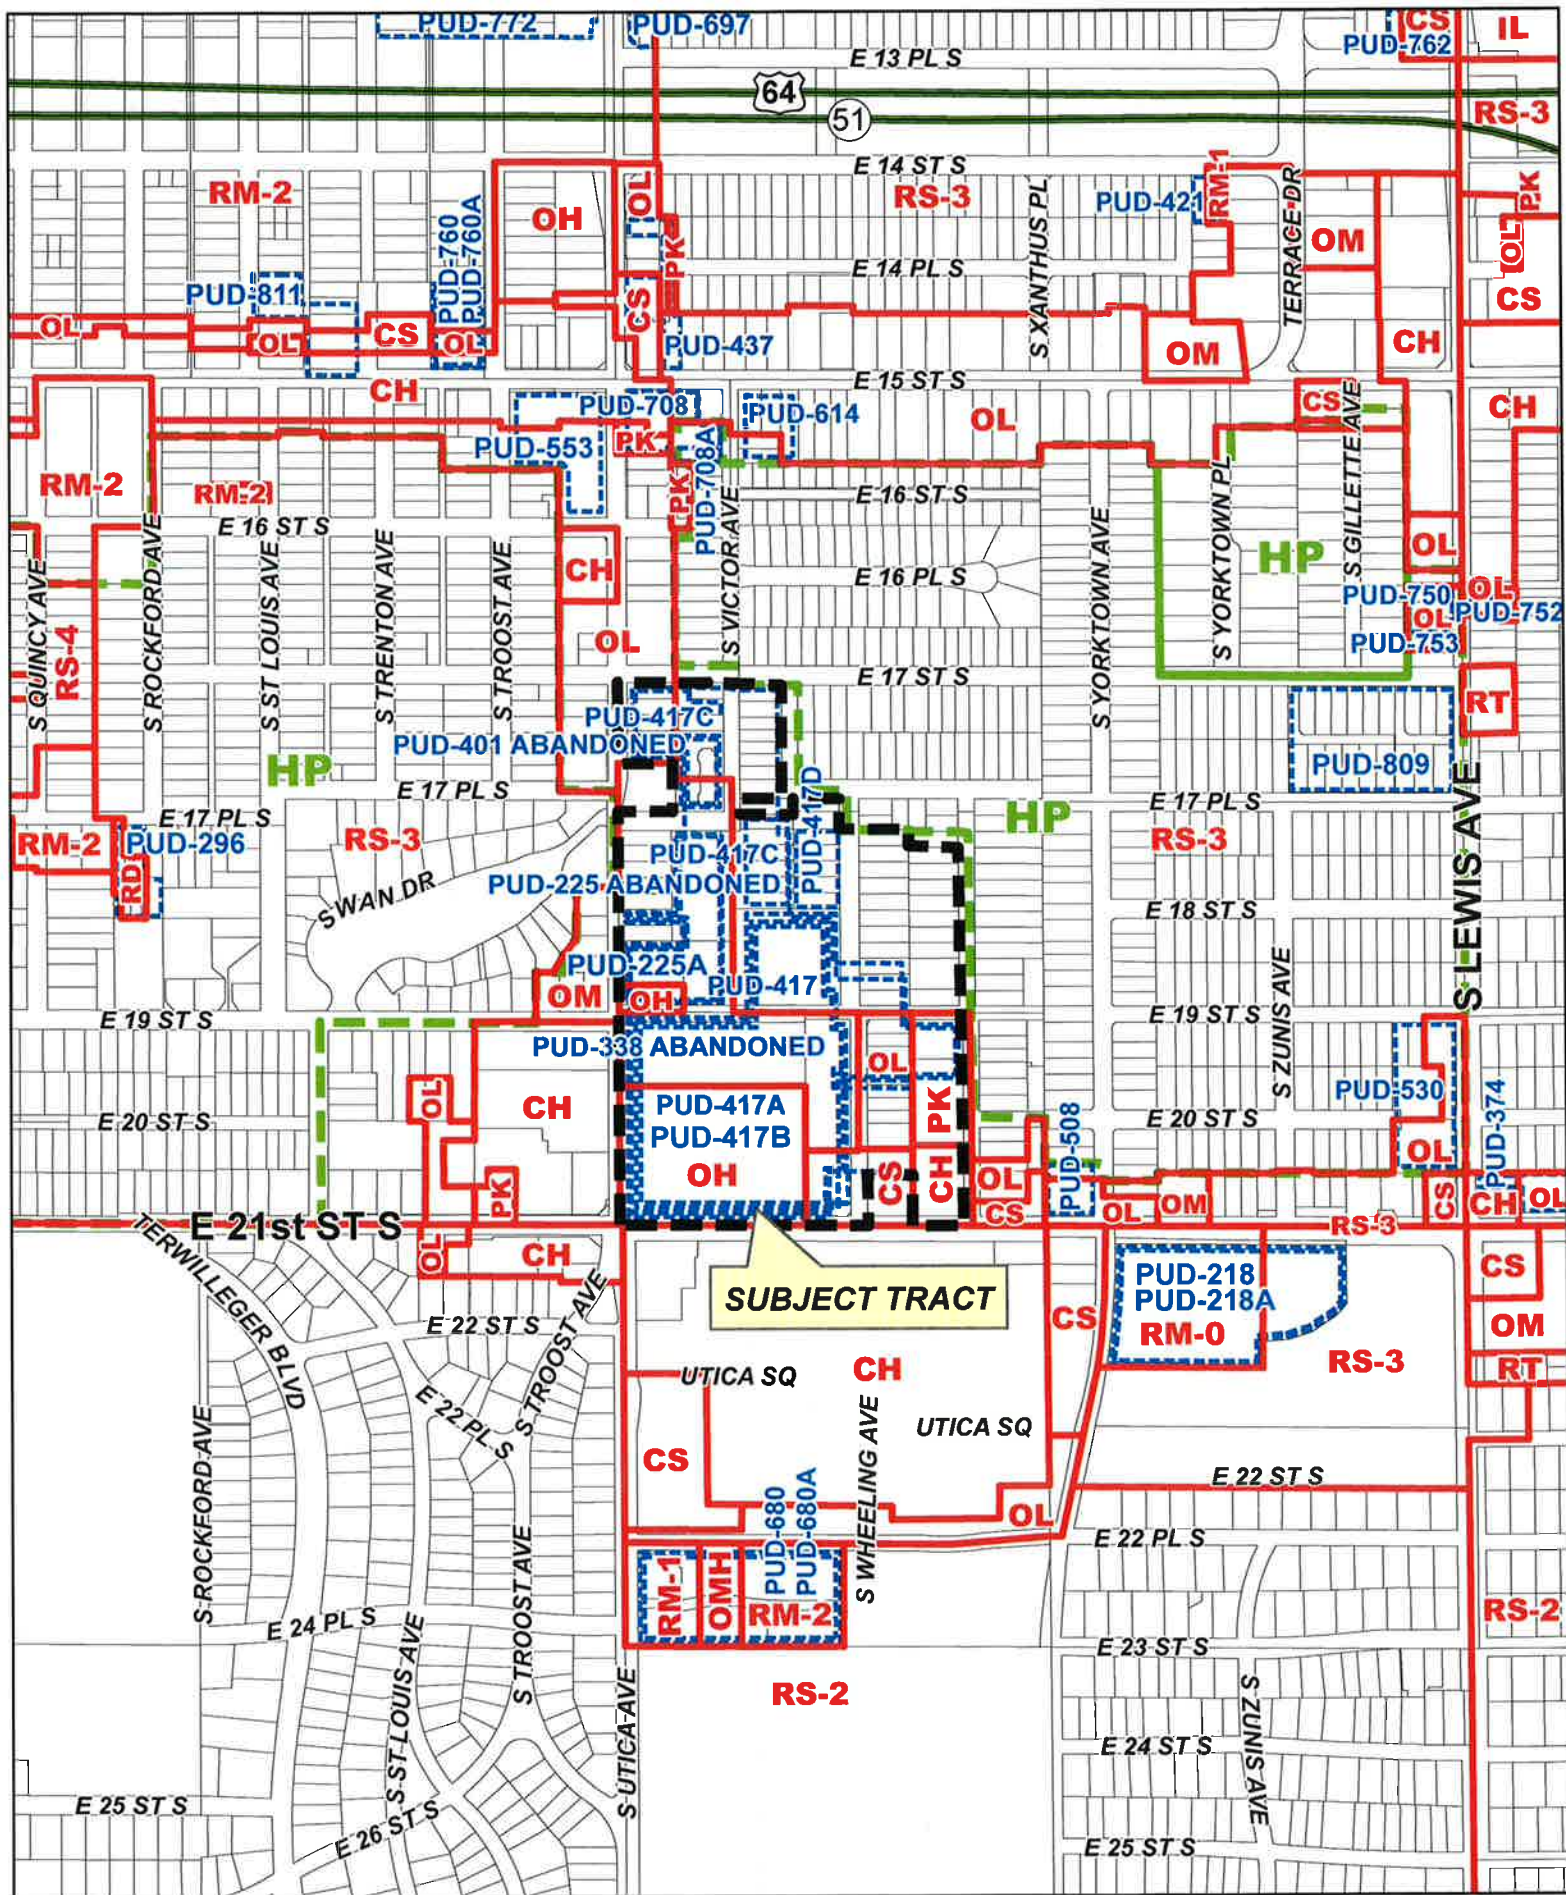 PUD-772
PUD-697
CS
IL
PUD-762
E 13 PL S
64
51
RS-3
E 14 ST S
RM-2
PUD-760
PUD-760A
OH
OL
PK
RS-3
S XANTHUS PL
PUD-421
RM-1
TERRACE DR
OM
PK
OL
CS
E 14 PL S
PUD-811
OL
OL
CS
OL
CS
PUD-437
OM
CH
CH
E 15 ST S
PUD-708
PUD-614
OL
CS
S GILLETTE AVE
CH
PUD-553
PK
PUD-708A
PK
RM-2
RM-2
E 16 ST S
E 16 ST S
S QUINCY AVE
RS-4
S ROCKFORD AVE
S ST LOUIS AVE
S TRENTON AVE
S TROOST AVE
CH
OL
S VICTOR AVE
E 16 PL S
S YORKTOWN AVE
S YORKTOWN PL
HP
OL
PUD-750
OL
OL
PUD-752
PUD-753
E 17 ST S
RT
PUD-417C
PUD-401 ABANDONED
HP
E 17 PL S
PUD-417D
PUD-809
S LEWIS AVE
E 17 PL S
E 17 PL S
HP
RM-2
PUD-296
RD
RS-3
RS-3
PUD-417C
PUD-225 ABANDONED
S WAN DR
E 18 ST S
PUD-225A
PUD-417
OM
OH
S ZUNIS AVE
E 19 ST S
E 19 ST S
PUD-338 ABANDONED
OL
PUD-530
PUD-374
OL
CH
PUD-417A
PUD-417B
OH
PK
E 20 ST S
E 20 ST S
PUD-508
OL
PK
CS
CH
OL
CS
OL
OM
CS
CH
OL
TERWILLEGER BLVD
E 21st ST S
RS-3
OL
CH
SUBJECT TRACT
PUD-218
PUD-218A
RM-0
CS
CS
OM
RT
E 22 ST S
S TROOST AVE
UTICA SQ
CH
RS-3
E 22 PL S
S ROCKFORD AVE
CS
S WHEELING AVE
UTICA SQ
E 22 ST S
PUD-680
PUD-680A
OL
E 22 PL S
RM-1
OMH
RM-2
S TROOST AVE
RS-2
E 24 PL S
S ST LOUIS AVE
E 23 ST S
RS-2
S UTICA AVE
S ZUNIS AVE
E 24 ST S
E 25 ST S
E 26 ST S
E 25 ST S